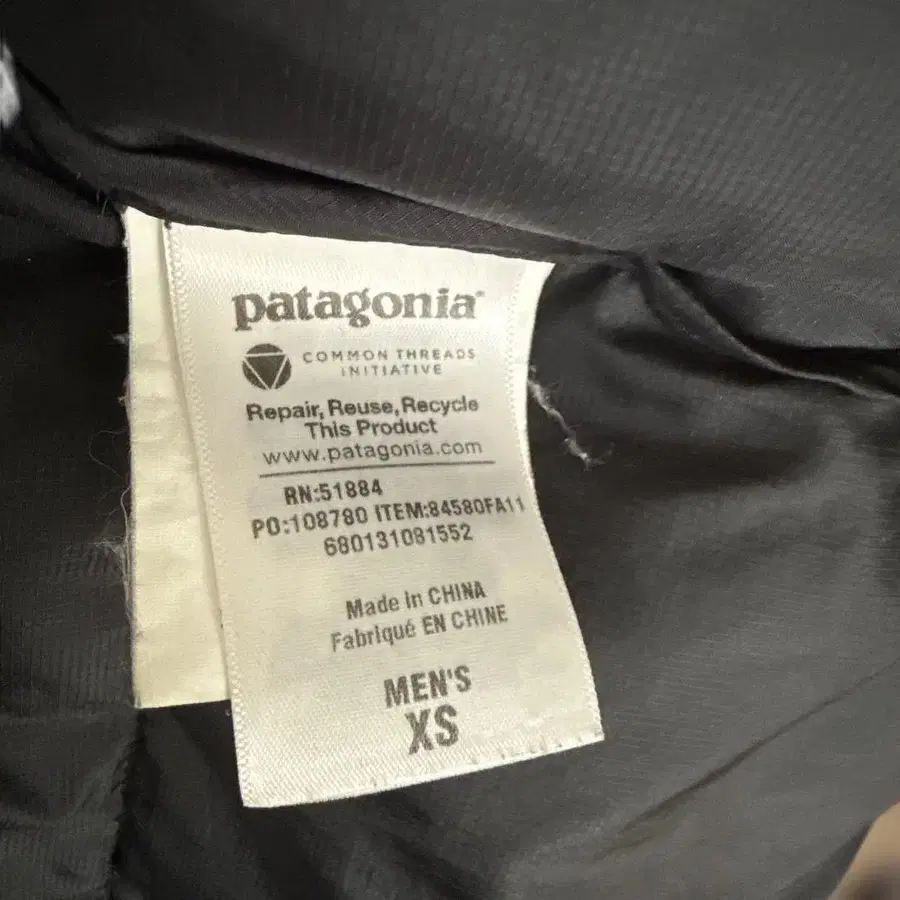 patagonia
COMMON THREADS
INITIATIVE
Repair, Reuse, Recycle
This Product
www.patagonia.com
RN:51884
PO:108780 ITEM:84580FA11
680131081552
Made in CHINA
Fabriqué EN CHINE
MEN'S
XS